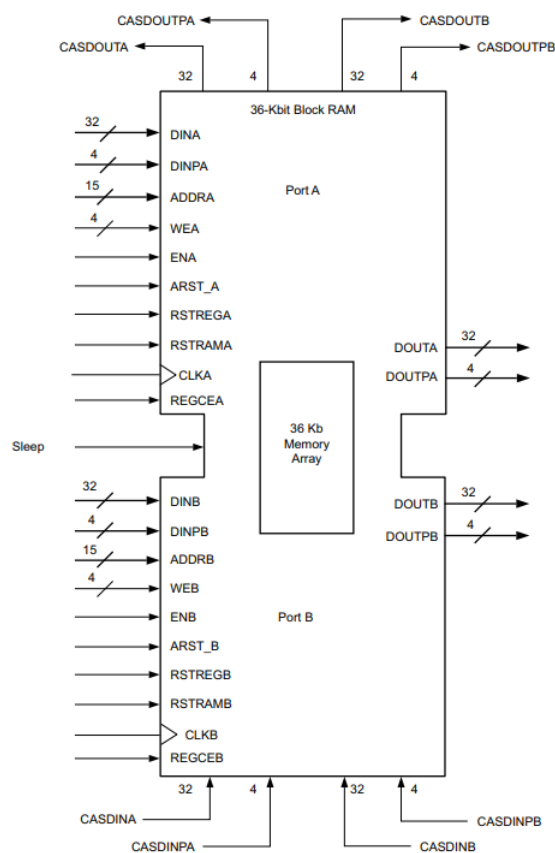 CASDOUTPA
CASDOUTB
CASDOUTA
CASDOUTPB
32 4 32 4
36-Kbit Block RAM
32
DINA
4
DINPA
Port A
15
ADDRA
4
WEA
ENA
ARST_A
RSTREGA
RSTRAMA
DOUTA
32
CLKA
DOUTPA
4
REGCEA
36 Kb
Memory
Array
Sleep
32
DINB
DOUTB
32
4
DINPB
DOUTPB
4
15
ADDRB
4
WEB
ENB
Port B
ARST_B
RSTREGB
RSTRAMB
CLKB
REGCEB
32 4 32 4
CASDINA
CASDINPB
CASDINPA
CASDINB